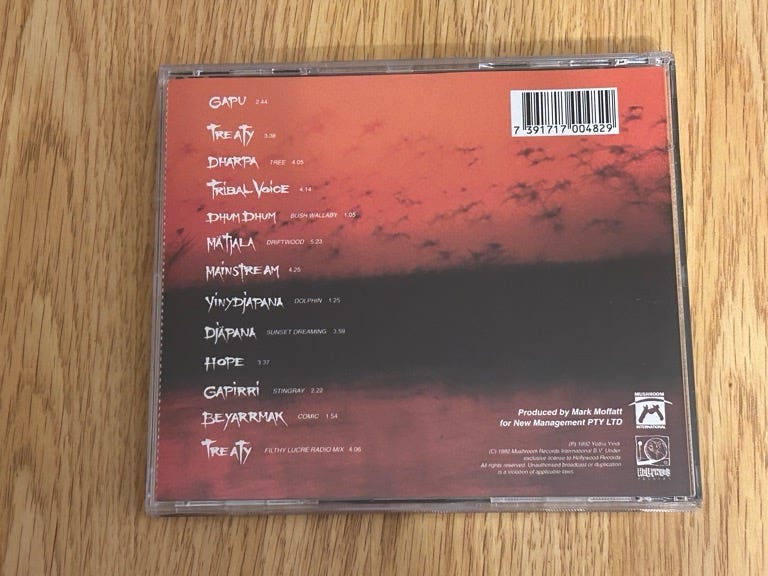 GAPU 2.44
TREATY 3.38
DHARPA TREE 4.05
TRIBAL VOICE 4.14
DHUM DHUM BUSH WALLABY 1.05
MÄTJALA DRIFTWOOD 5.23
MAINSTREAM 4.25
YINYDJAPANA DOLPHIN 1.25
DJÄPANA SUNSET DREAMING 3.59
HOPE 3.37
GAPIRRI STINGRAY 2.22
BEYARRMAK COMIC 1.54
TREATY FILTHY LUCRE RADIO MIX 4.06
7 391717 004829
Produced by Mark Moffatt
for New Management PTY LTD
(P) 1992 Yothu Yindi
(C) 1992 Mushroom Records International B.V. Under
exclusive license to Hollywood Records
All rights reserved. Unauthorised broadcast or duplication
is a violation of applicable laws.
MUSHROOM
INTERNATIONAL
HOLLYWOOD
RECORDS